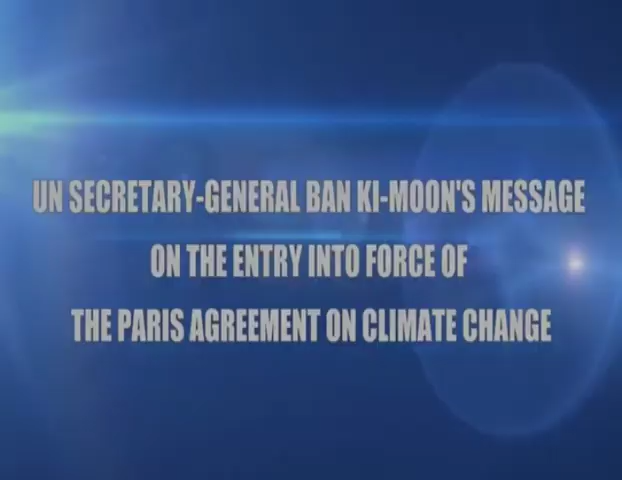 UN SECRETARY-GENERAL BAN KI-MOON'S MESSAGE
ON THE ENTRY INTO FORCE OF
THE PARIS AGREEMENT ON CLIMATE CHANGE